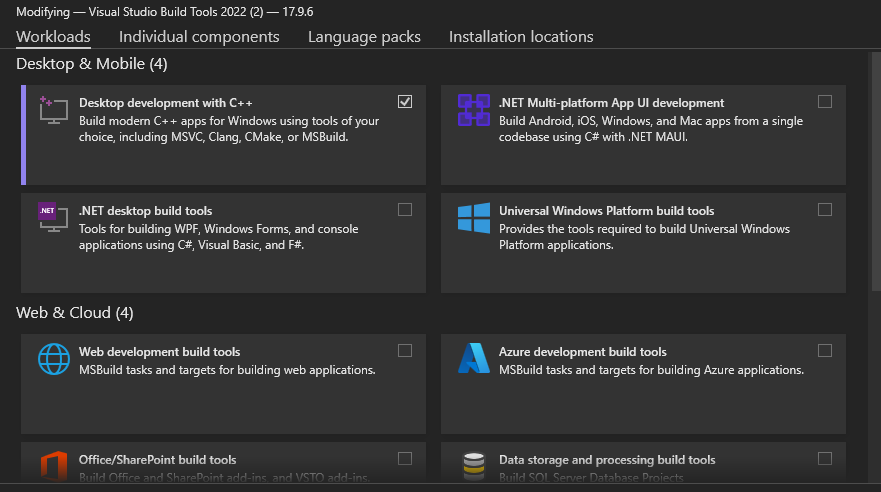 Modifying — Visual Studio Build Tools 2022 (2) — 17.9.6
Workloads Individual components Language packs Installation locations
Desktop & Mobile (4)
Desktop development with C++
Build modern C++ apps for Windows using tools of your
choice, including MSVC, Clang, CMake, or MSBuild.
.NET Multi-platform App UI development
Build Android, iOS, Windows, and Mac apps from a single
codebase using C# with .NET MAUI.
.NET
.NET desktop build tools
Tools for building WPF, Windows Forms, and console
applications using C#, Visual Basic, and F#.
Universal Windows Platform build tools
Provides the tools required to build Universal Windows
Platform applications.
Web & Cloud (4)
Web development build tools
MSBuild tasks and targets for building web applications.
Azure development build tools
MSBuild tasks and targets for building Azure applications.
Office/SharePoint build tools
Build Office and SharePoint add-ins, and VSTO add-ins.
Data storage and processing build tools
Build SQL Server Database Projects